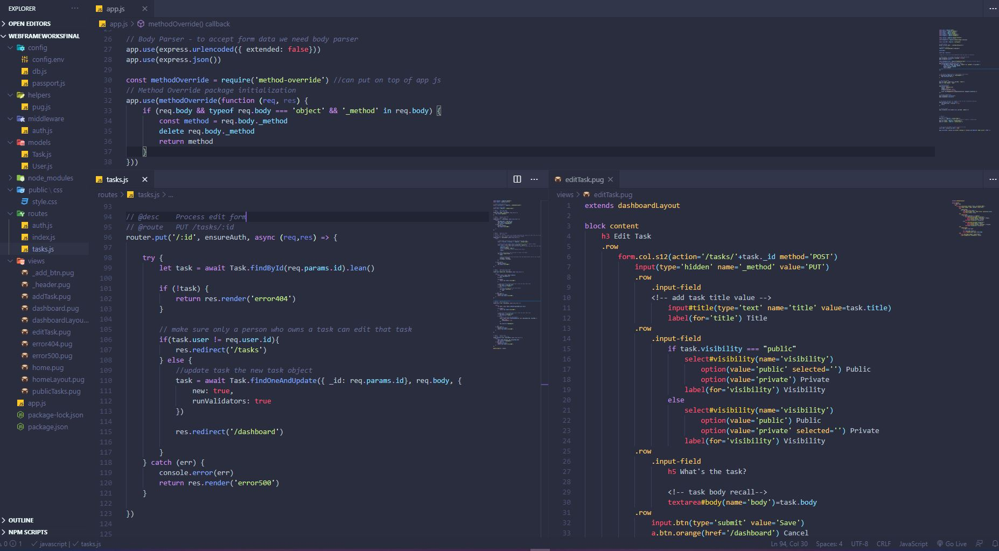 EXPLORER
OPEN EDITORS
WEBFRAMEWORKSFINAL
config
config.env
db.js
passport.js
helpers
pug.js
middleware
auth.js
models
Task.js
User.js
node_modules
public \ css
style.css
routes
auth.js
index.js
tasks.js
views
_add_btn.pug
_header.pug
addTask.pug
dashboard.pug
dashboardLayou...
editTask.pug
error404.pug
error500.pug
home.pug
homeLayout.pug
publicTasks.pug
app.js
package-lock.json
package.json
OUTLINE
NPM SCRIPTS
app.js
app.js > methodOverride() callback
26 // Body Parser - to accept form data we need body parser
27 app.use(express.urlencoded({ extended: false}))
28 app.use(express.json())
29
30 const methodOverride = require('method-override') //can put on top of app js
31 // Method Override package initialization
32 app.use(methodOverride(function (req, res) {
33 if (req.body && typeof req.body === 'object' && '_method' in req.body) {
34 const method = req.body._method
35 delete req.body._method
36 return method
37 }
38 }))
tasks.js
routes > tasks.js > ...
93
94 // @desc    Process edit form
95 // @route   PUT /tasks/:id
96 router.put('/:id', ensureAuth, async (req,res) => {
97
98 try {
99 let task = await Task.findById(req.params.id).lean()
100
101 if (!task) {
102 return res.render('error404')
103 }
104
105 // make sure only a person who owns a task can edit that task
106 if(task.user != req.user.id){
107 res.redirect('/tasks')
108 } else {
109 //update task the new task object
110 task = await Task.findOneAndUpdate({ _id: req.params.id}, req.body, {
111 new: true,
112 runValidators: true
113 })
114
115 res.redirect('/dashboard')
116
117 }
118 } catch (err) {
119 console.error(err)
120 return res.render('error500')
121 }
122
123 })
124
125
editTask.pug
views > editTask.pug
1 extends dashboardLayout
2
3 block content
4 h3 Edit Task
5 .row
6 form.col.s12(action='/tasks/'+task._id method='POST')
7 input(type='hidden' name='_method' value='PUT')
8 .row
9 .input-field
10 <!-- add task title value -->
11 input#title(type='text' name='title' value=task.title)
12 label(for='title') Title
13 .row
14 .input-field
15 if task.visibility === "public"
16 select#visibility(name='visibility')
17 option(value='public' selected='') Public
18 option(value='private') Private
19 label(for='visibility') Visibility
20 else
21 select#visibility(name='visibility')
22 option(value='public') Public
23 option(value='private' selected='') Private
24 label(for='visibility') Visibility
25 .row
26 .input-field
27 h5 What's the task?
28
29 <!-- task body recall-->
30 textarea#body(name='body')=task.body
31 .row
32 input.btn(type='submit' value='Save')
33 a.btn.orange(href='/dashboard') Cancel
0 1 javascript | tasks.js
Ln 94, Col 30 Spaces: 4 UTF-8 CRLF JavaScript Go Live